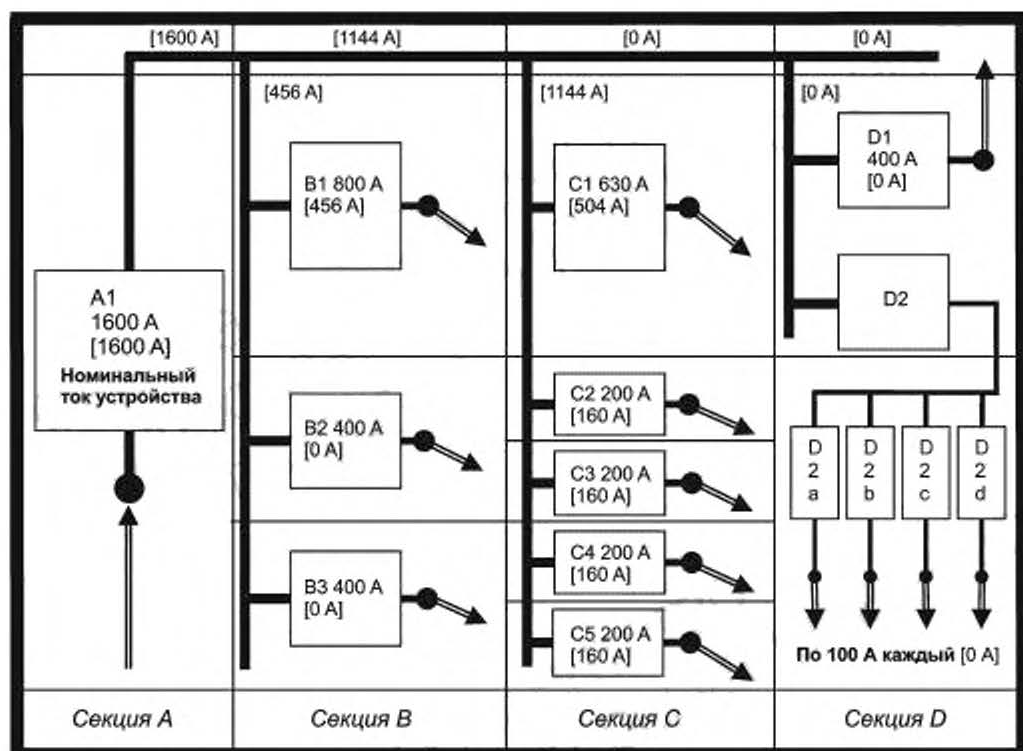 [1600 A]
[1144 A]
[0 A]
[0 A]
[456 A]
[1144 A]
[0 A]
A1
1600 A
[1600 A]
Номинальный
ток устройства
B1 800 A
[456 A]
B2 400 A
[0 A]
B3 400 A
[0 A]
C1 630 A
[504 A]
C2 200 A
[160 A]
C3 200 A
[160 A]
C4 200 A
[160 A]
C5 200 A
[160 A]
D1
400 A
[0 A]
D2
D
2
a
D
2
b
D
2
c
D
2
d
По 100 А каждый [0 A]
Секция A
Секция B
Секция C
Секция D